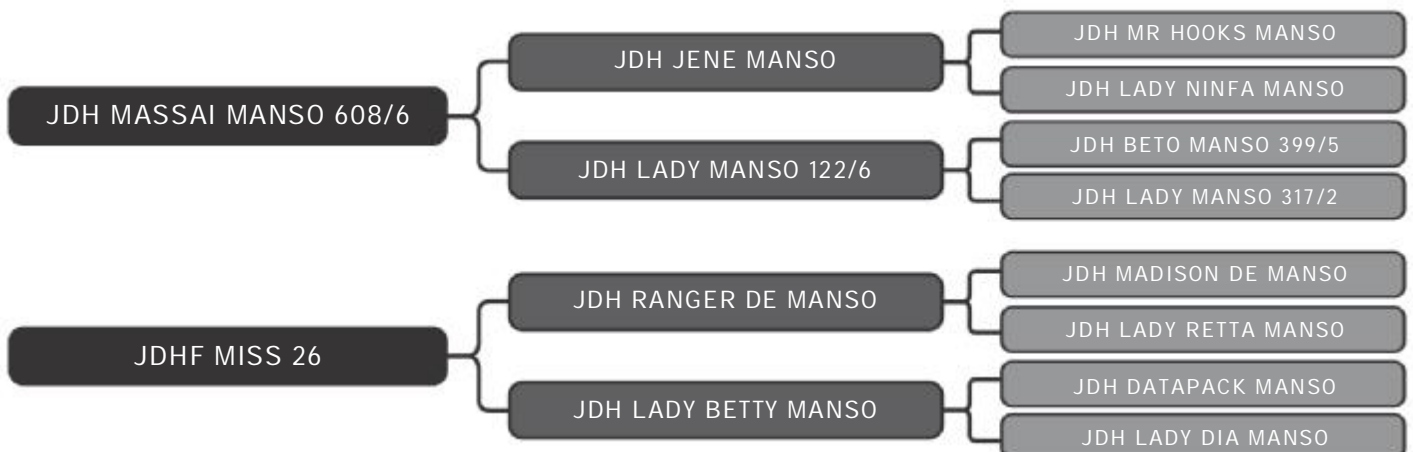 JDH MR HOOKS MANSO
JDH JENE MANSO
JDH LADY NINFA MANSO
JDH MASSAI MANSO 608/6
JDH BETO MANSO 399/5
JDH LADY MANSO 122/6
JDH LADY MANSO 317/2
JDH MADISON DE MANSO
JDH RANGER DE MANSO
JDH LADY RETTA MANSO
JDHF MISS 26
JDH DATAPACK MANSO
JDH LADY BETTY MANSO
JDH LADY DIA MANSO